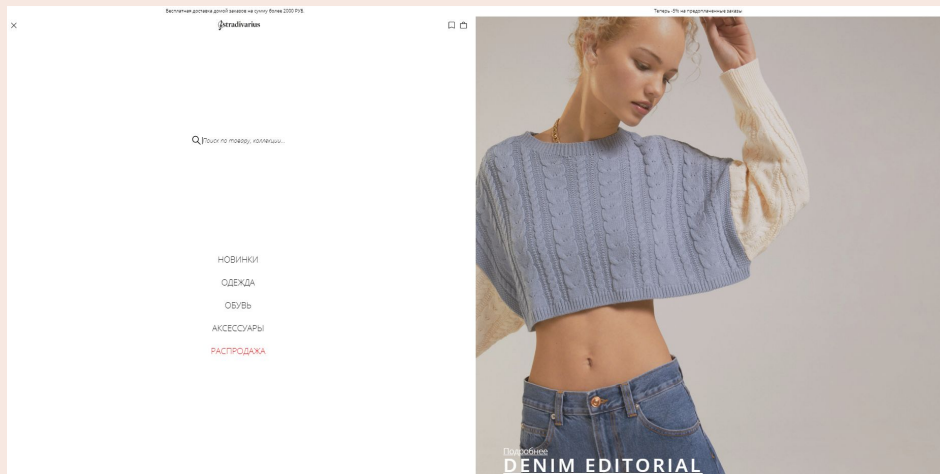 Бесплатная доставка домой заказов на сумму более 2000 РУБ.
stradivarius
Поиск по товару, коллекции...
НОВИНКИ
ОДЕЖДА
ОБУВЬ
АКСЕССУАРЫ
РАСПРОДАЖА
Теперь -5% на предоплаченные заказы
Подробнее
DENIM EDITORIAL